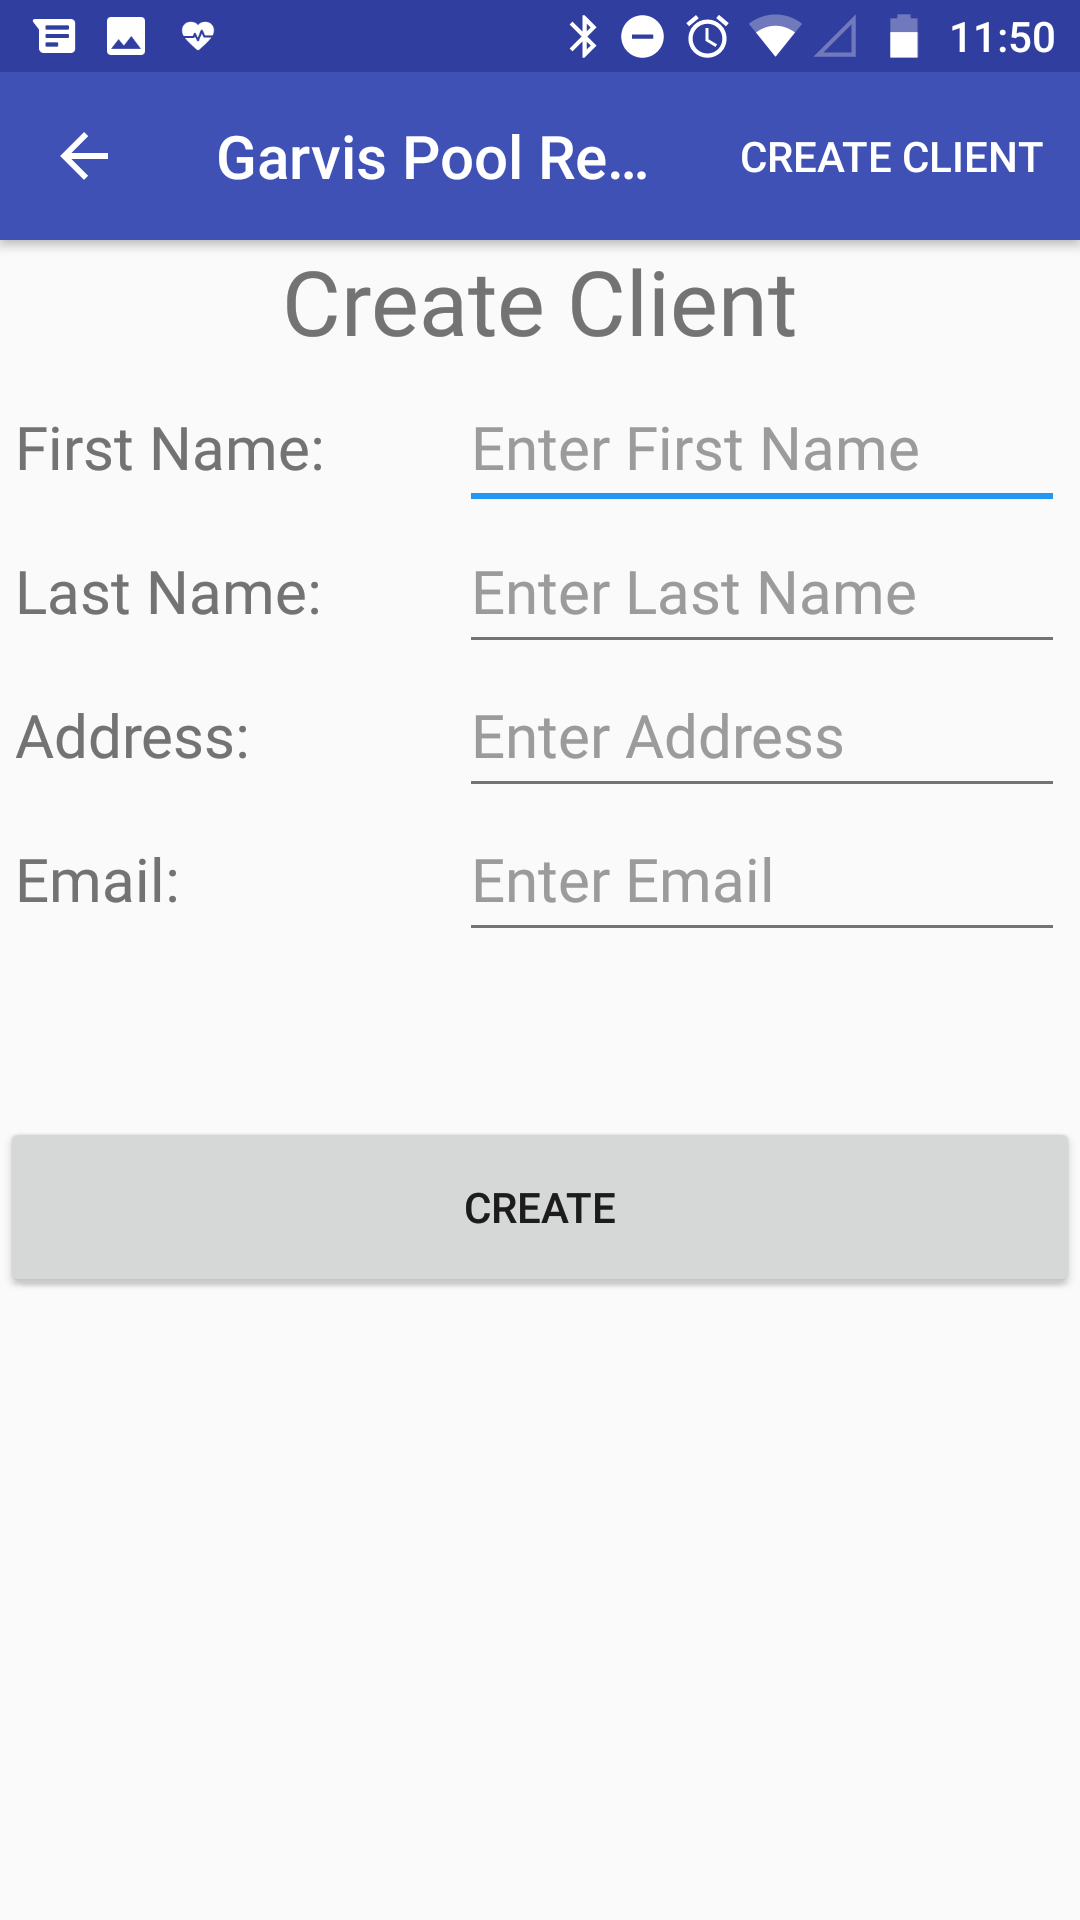 11:50
Garvis Pool Re... CREATE CLIENT
Create Client
First Name: Enter First Name
Last Name: Enter Last Name
Address: Enter Address
Email: Enter Email
CREATE